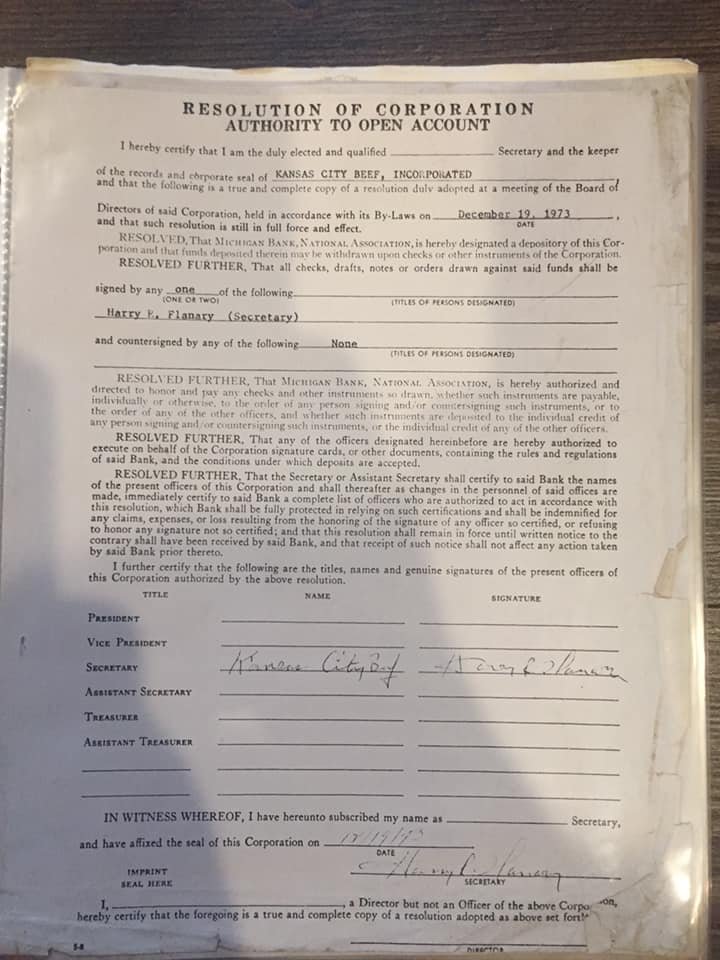 RESOLUTION OF CORPORATION
AUTHORITY TO OPEN ACCOUNT
I hereby certify that I am the duly elected and qualified Secretary and the keeper
of the records and corporate seal of KANSAS CITY BEEF, INCORPORATED ,
and that the following is a true and complete copy of a resolution duly adopted at a meeting of the Board of
Directors of said Corporation, held in accordance with its By-Laws on December 19, 1973 ,
DATE
and that such resolution is still in full force and effect.
RESOLVED, That MICHIGAN BANK, NATIONAL ASSOCIATION, is hereby designated a depository of this Cor-
poration and that funds deposited therein may be withdrawn upon checks or other instruments of the Corporation.
RESOLVED FURTHER, That all checks, drafts, notes or orders drawn against said funds shall be
signed by any one of the following
(ONE OR TWO) (TITLES OF PERSONS DESIGNATED)
Harry E. Flanary (Secretary)
and countersigned by any of the following None
(TITLES OF PERSONS DESIGNATED)
RESOLVED FURTHER, That MICHIGAN BANK, NATIONAL ASSOCIATION, is hereby authorized and
directed to honor and pay any checks and other instruments so drawn, whether such instruments are payable,
individually or otherwise, to the order of any person signing and/or countersigning such instruments, or to
the order of any of the other officers, and whether such instruments are deposited to the individual credit of
any person signing and/or countersigning such instruments, or the individual credit of any of the other officers.
RESOLVED FURTHER, That any of the officers designated hereinbefore are hereby authorized to
execute on behalf of the Corporation signature cards, or other documents, containing the rules and regulations
of said Bank, and the conditions under which deposits are accepted.
RESOLVED FURTHER, That the Secretary or Assistant Secretary shall certify to said Bank the names
of the present officers of this Corporation and shall thereafter as changes in the personnel of said offices are
made, immediately certify to said Bank a complete list of officers who are authorized to act in accordance with
this resolution, which Bank shall be fully protected in relying on such certifications and shall be indemnified for
any claims, expenses, or loss resulting from the honoring of the signature of any officer so certified, or refusing
to honor any signature not so certified; and that this resolution shall remain in force until written notice to the
contrary shall have been received by said Bank, and that receipt of such notice shall not affect any action taken
by said Bank prior thereto.
I further certify that the following are the titles, names and genuine signatures of the present officers of
this Corporation authorized by the above resolution.
TITLE NAME SIGNATURE
PRESIDENT
VICE PRESIDENT
SECRETARY Kansas City Beef Harry E Flanary
ASSISTANT SECRETARY
TREASURER
ASSISTANT TREASURER
IN WITNESS WHEREOF, I have hereunto subscribed my name as Secretary,
and have affixed the seal of this Corporation on 12/19/73
DATE
IMPRINT
SEAL HERE
Harry E Flanary
SECRETARY
I, , a Director but not an Officer of the above Corpo on,
hereby certify that the foregoing is a true and complete copy of a resolution adopted as above set forth
5-8
DIRECTOR